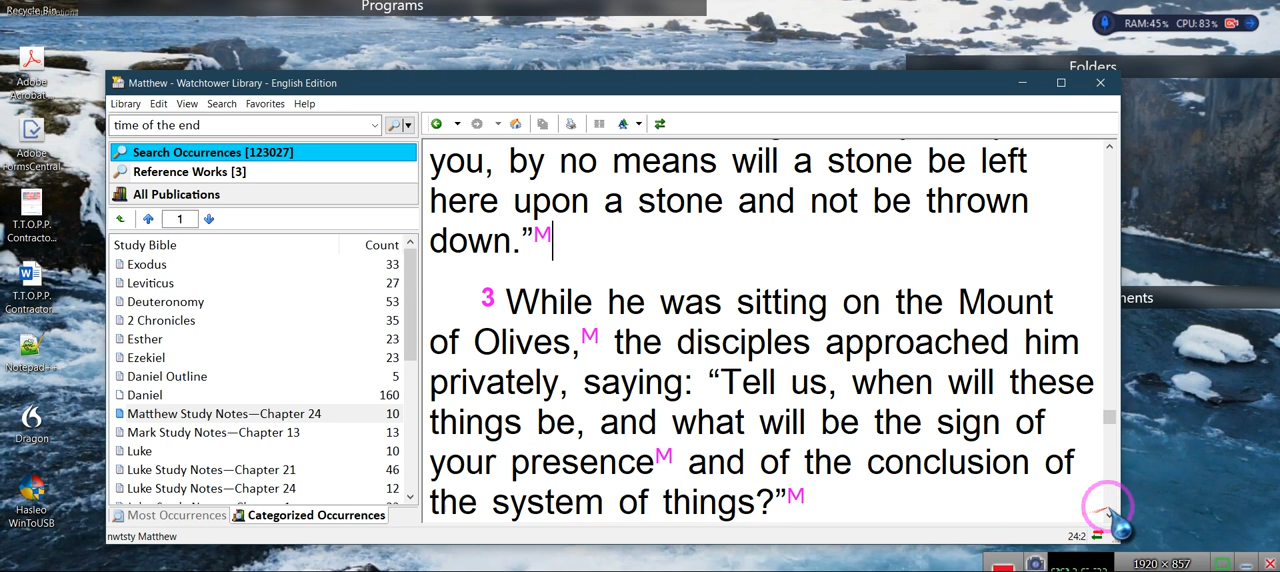 Recycle Bin
Programs
RAM:45% CPU: 83%
Folders
Adobe
Acrobat
Adobe
FormsCentral
T.T.O.P.P.
Contracto...
T.T.O.P.P.
Contractor...
Notepad++
Dragon
Hasleo
WinToUSB
Matthew - Watchtower Library - English Edition
Library Edit View Search Favorites Help
time of the end
Search Occurrences [123027]
Reference Works [3]
All Publications
1
Study Bible Count
Exodus 33
Leviticus 27
Deuteronomy 53
2 Chronicles 35
Esther 23
Ezekiel 23
Daniel Outline 5
Daniel 160
Matthew Study Notes—Chapter 24 10
Mark Study Notes—Chapter 13 13
Luke 10
Luke Study Notes—Chapter 21 46
Luke Study Notes—Chapter 24 12
Most Occurrences Categorized Occurrences
nwtsty Matthew
you, by no means will a stone be left
here upon a stone and not be thrown
down.”M
3 While he was sitting on the Mount
of Olives,M the disciples approached him
privately, saying: “Tell us, when will these
things be, and what will be the sign of
your presenceM and of the conclusion of
the system of things?”M
24:2
ments
1920 × 857